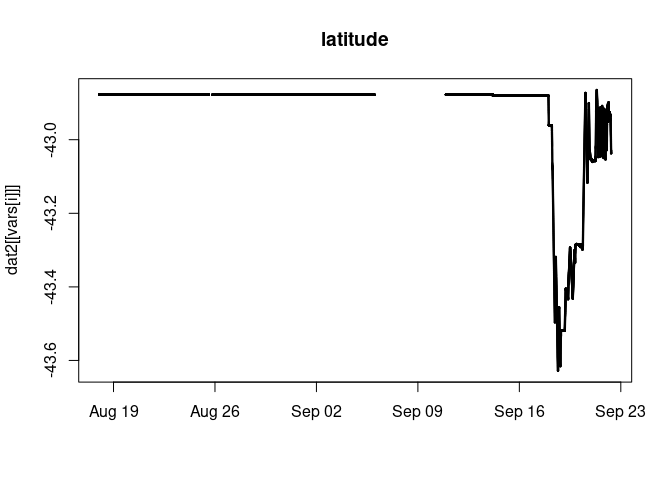 latitude
dat2[[vars[i]]]
-43.0
-43.2
-43.4
-43.6
Aug 19 Aug 26 Sep 02 Sep 09 Sep 16 Sep 23